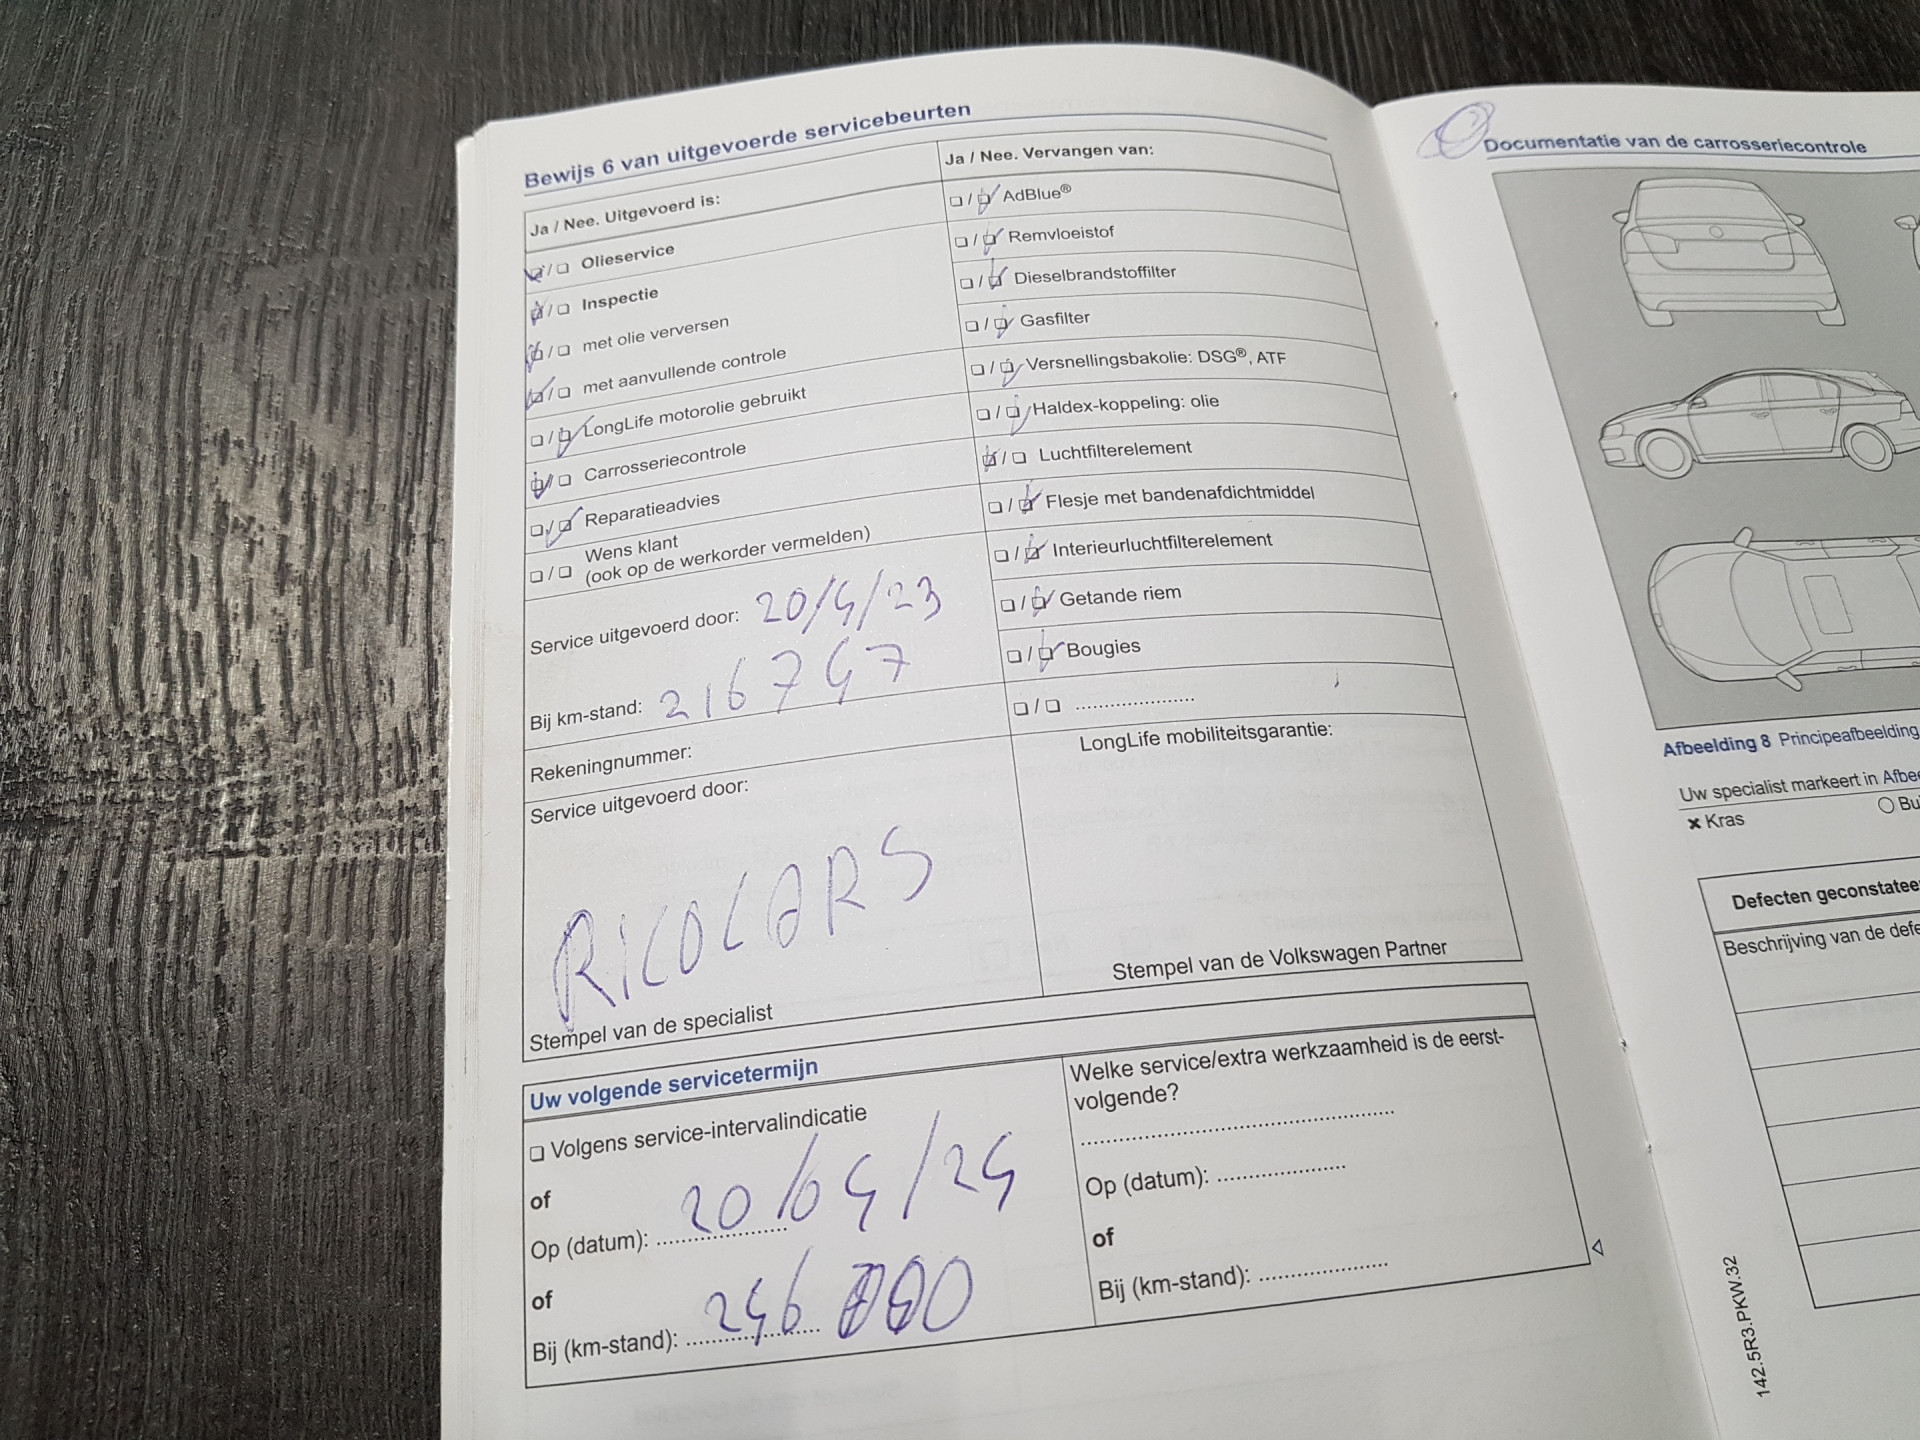 Bewijs 6 van uitgevoerde servicebeurten
Ja / Nee. Uitgevoerd is:
Olieservice
Inspectie
met olie verversen
met aanvullende controle
LongLife motorolie gebruikt
Carrosseriecontrole
Reparatieadvies
Wens klant
(ook op de werkorder vermelden)
Service uitgevoerd door: 20/4/23
Bij km-stand: 216747
Rekeningnummer:
Service uitgevoerd door:
RICOCARS
Stempel van de specialist
Ja / Nee. Vervangen van:
AdBlue®
Remvloeistof
Dieselbrandstoffilter
Gasfilter
Versnellingsbakolie: DSG®, ATF
Haldex-koppeling: olie
Luchtfilterelement
Flesje met bandenafdichtmiddel
Interieurluchtfilterelement
Getande riem
Bougies
....................
LongLife mobiliteitsgarantie:
Stempel van de Volkswagen Partner
Uw volgende servicetermijn
Volgens service-intervalindicatie
of
Op (datum): 20/04/24
of
Bij (km-stand): 246 000
Welke service/extra werkzaamheid is de eerst-
volgende?
Op (datum): ....................
of
Bij (km-stand): ....................
Documentatie van de carrosseriecontrole
Afbeelding 8 Principeafbeelding
Uw specialist markeert in Afbee
Kras
Bu
Defecten geconstateer
Beschrijving van de defe
142.5R3.PKW.32